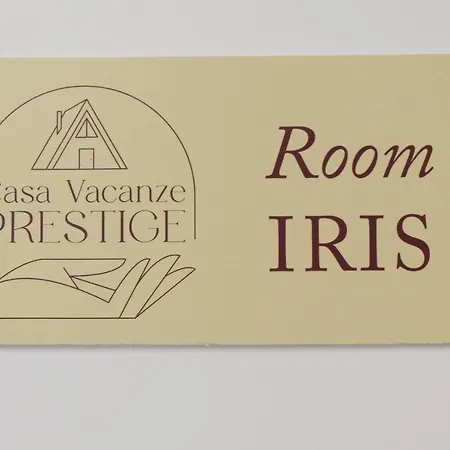 Casa Vacanze
PRESTIGE
Room
IRIS